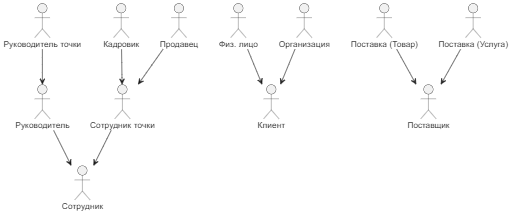 Руководитель точки
Кадровик
Продавец
Физ. лицо
Организация
Поставка (Товар)
Поставка (Услуга)
Руководитель
Сотрудник точки
Клиент
Поставщик
Сотрудник